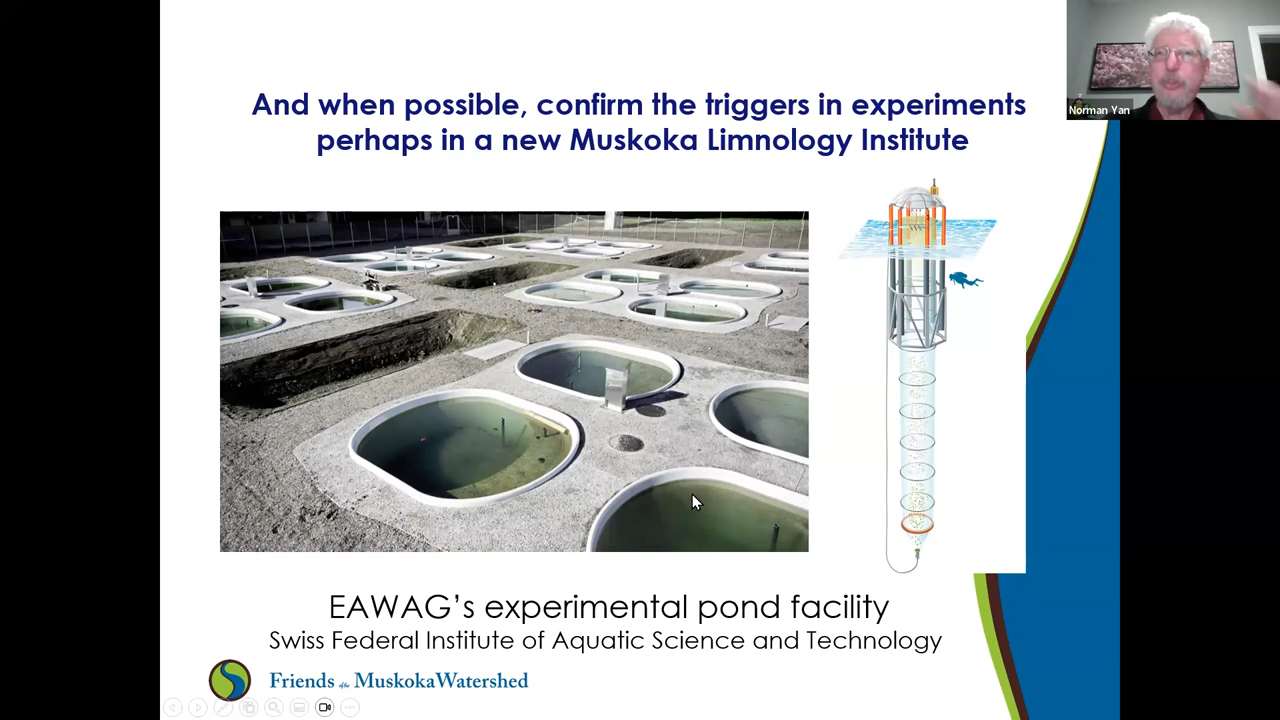 And when possible, confirm the triggers in experiments
perhaps in a new Muskoka Limnology Institute
Norman Yan
EAWAG's experimental pond facility
Swiss Federal Institute of Aquatic Science and Technology
Friends of the MuskokaWatershed